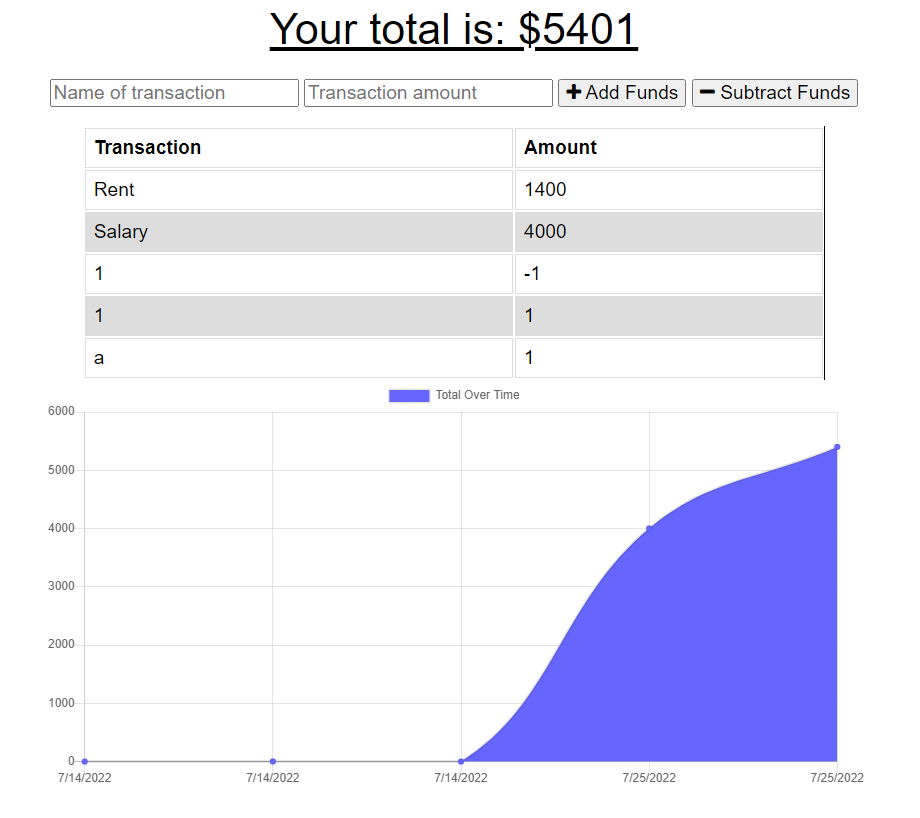 Your total is: $5401
Name of transaction Transaction amount + Add Funds − Subtract Funds
Transaction Amount
Rent 1400
Salary 4000
1 -1
1 1
a 1
Total Over Time
6000
5000
4000
3000
2000
1000
0
7/14/2022 7/14/2022 7/14/2022 7/25/2022 7/25/2022